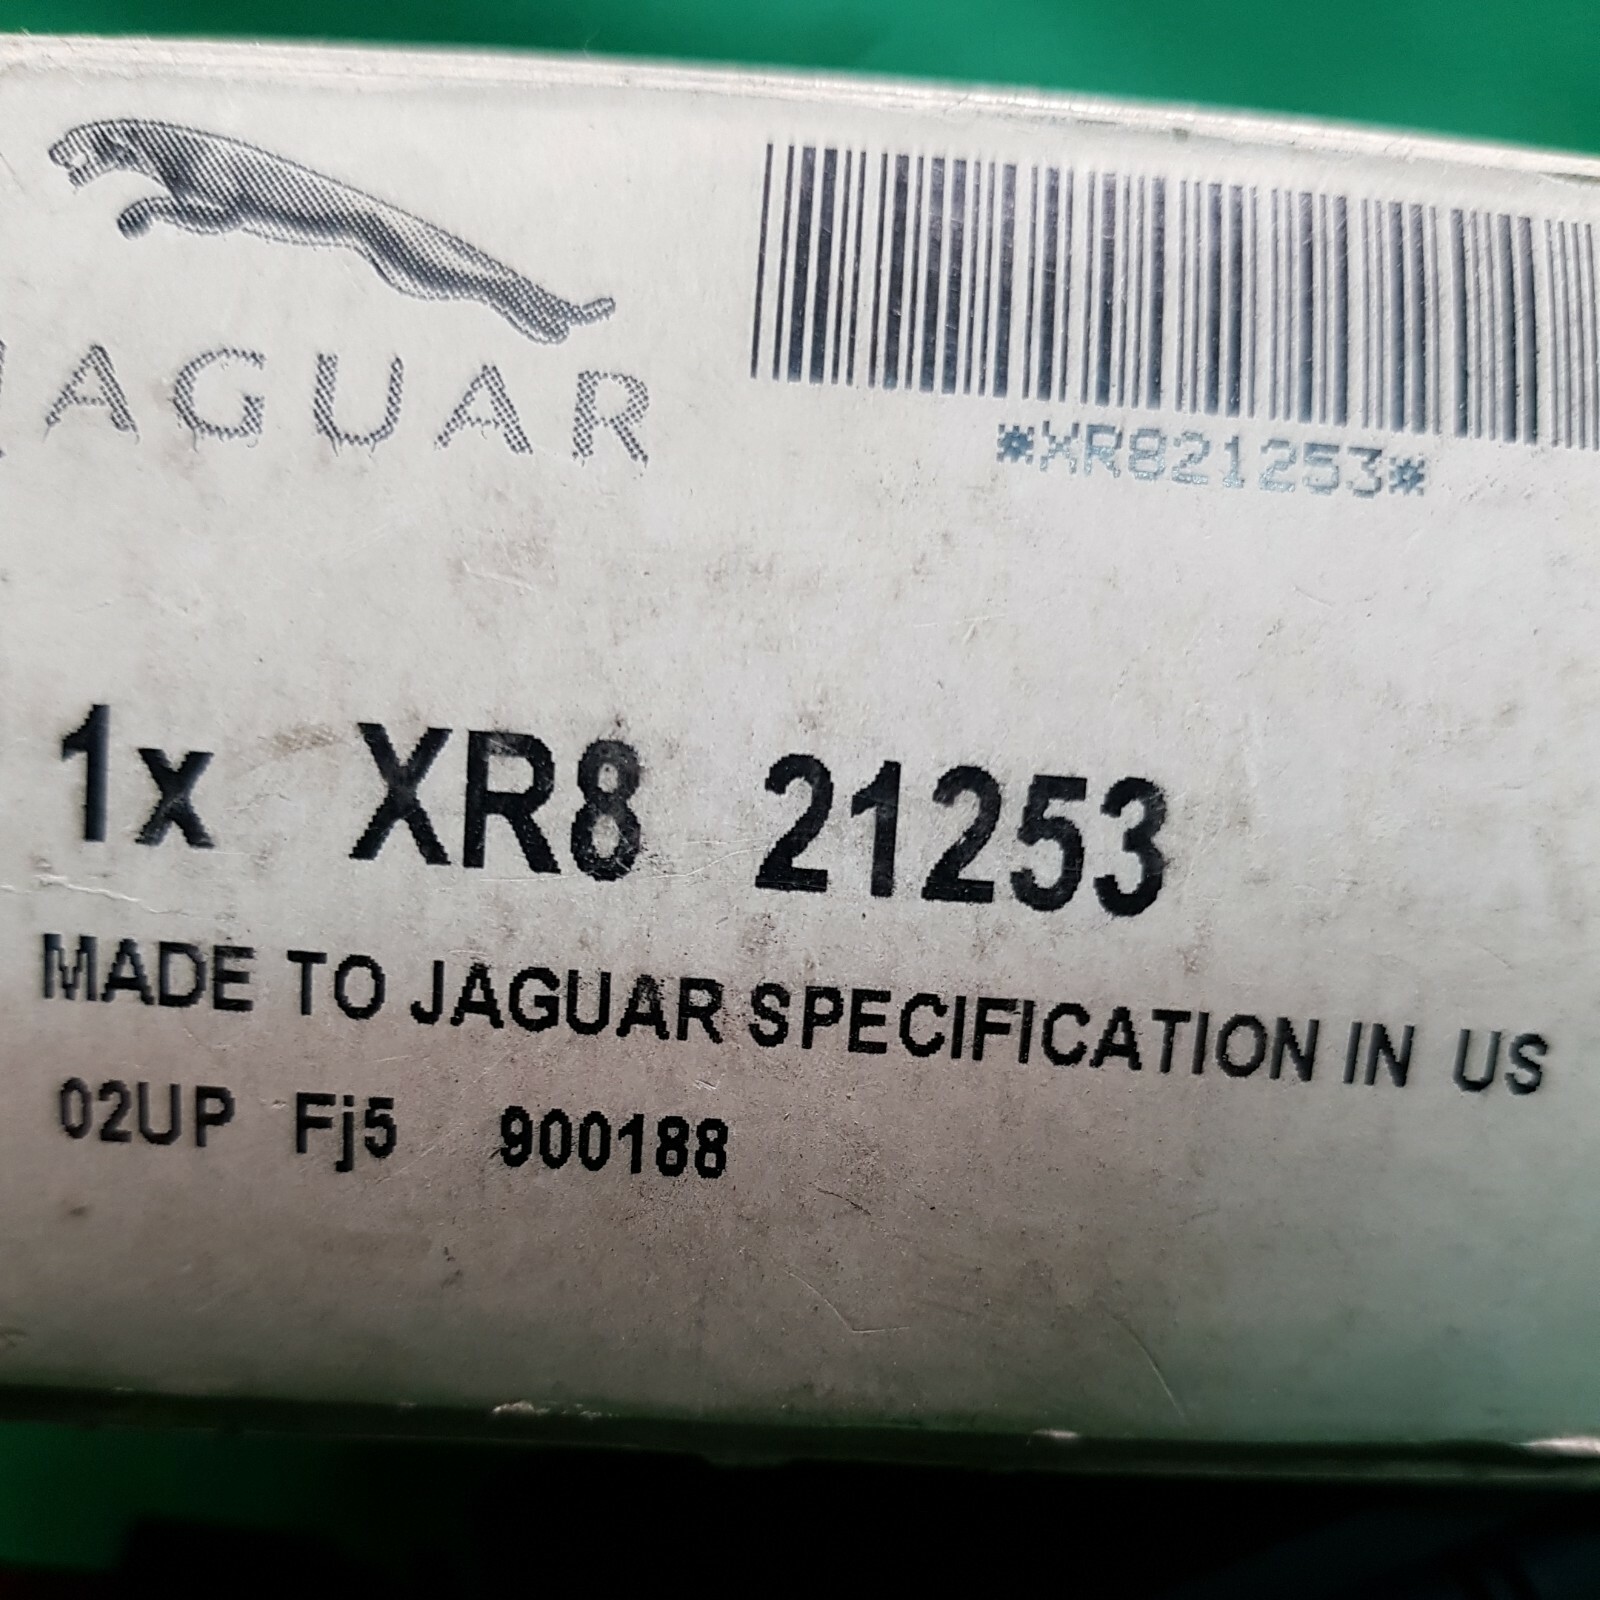 JAGUAR
*XR821253*
1x XR8 21253
MADE TO JAGUAR SPECIFICATION IN US
02UP Fj5 900188